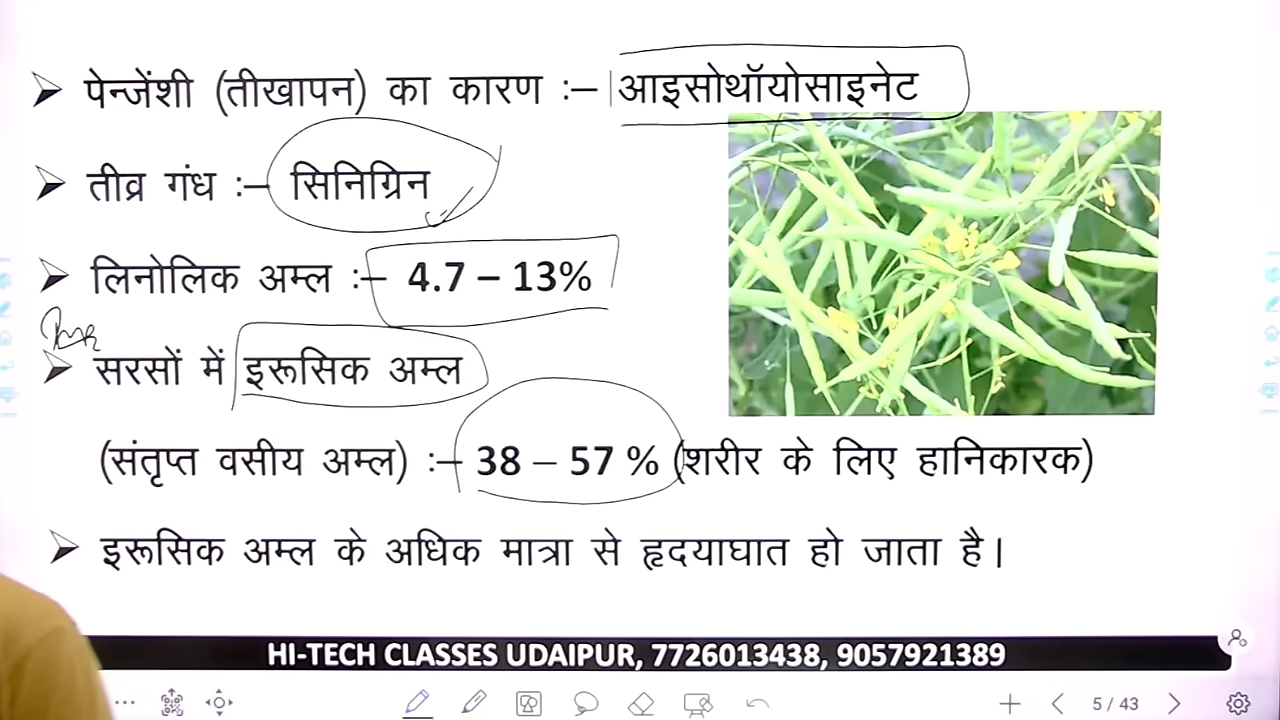 ➤ पेन्जेंशी (तीखापन) का कारण :– आइसोथॉयोसाइनेट
➤ तीव्र गंध :– सिनिग्रिन
➤ लिनोलिक अम्ल :– 4.7 – 13%
➤ सरसों में इरूसिक अम्ल
(संतृप्त वसीय अम्ल) :– 38 – 57 % (शरीर के लिए हानिकारक)
➤ इरूसिक अम्ल के अधिक मात्रा से हृदयाघात हो जाता है।
HI-TECH CLASSES UDAIPUR, 7726013438, 9057921389
5 / 43